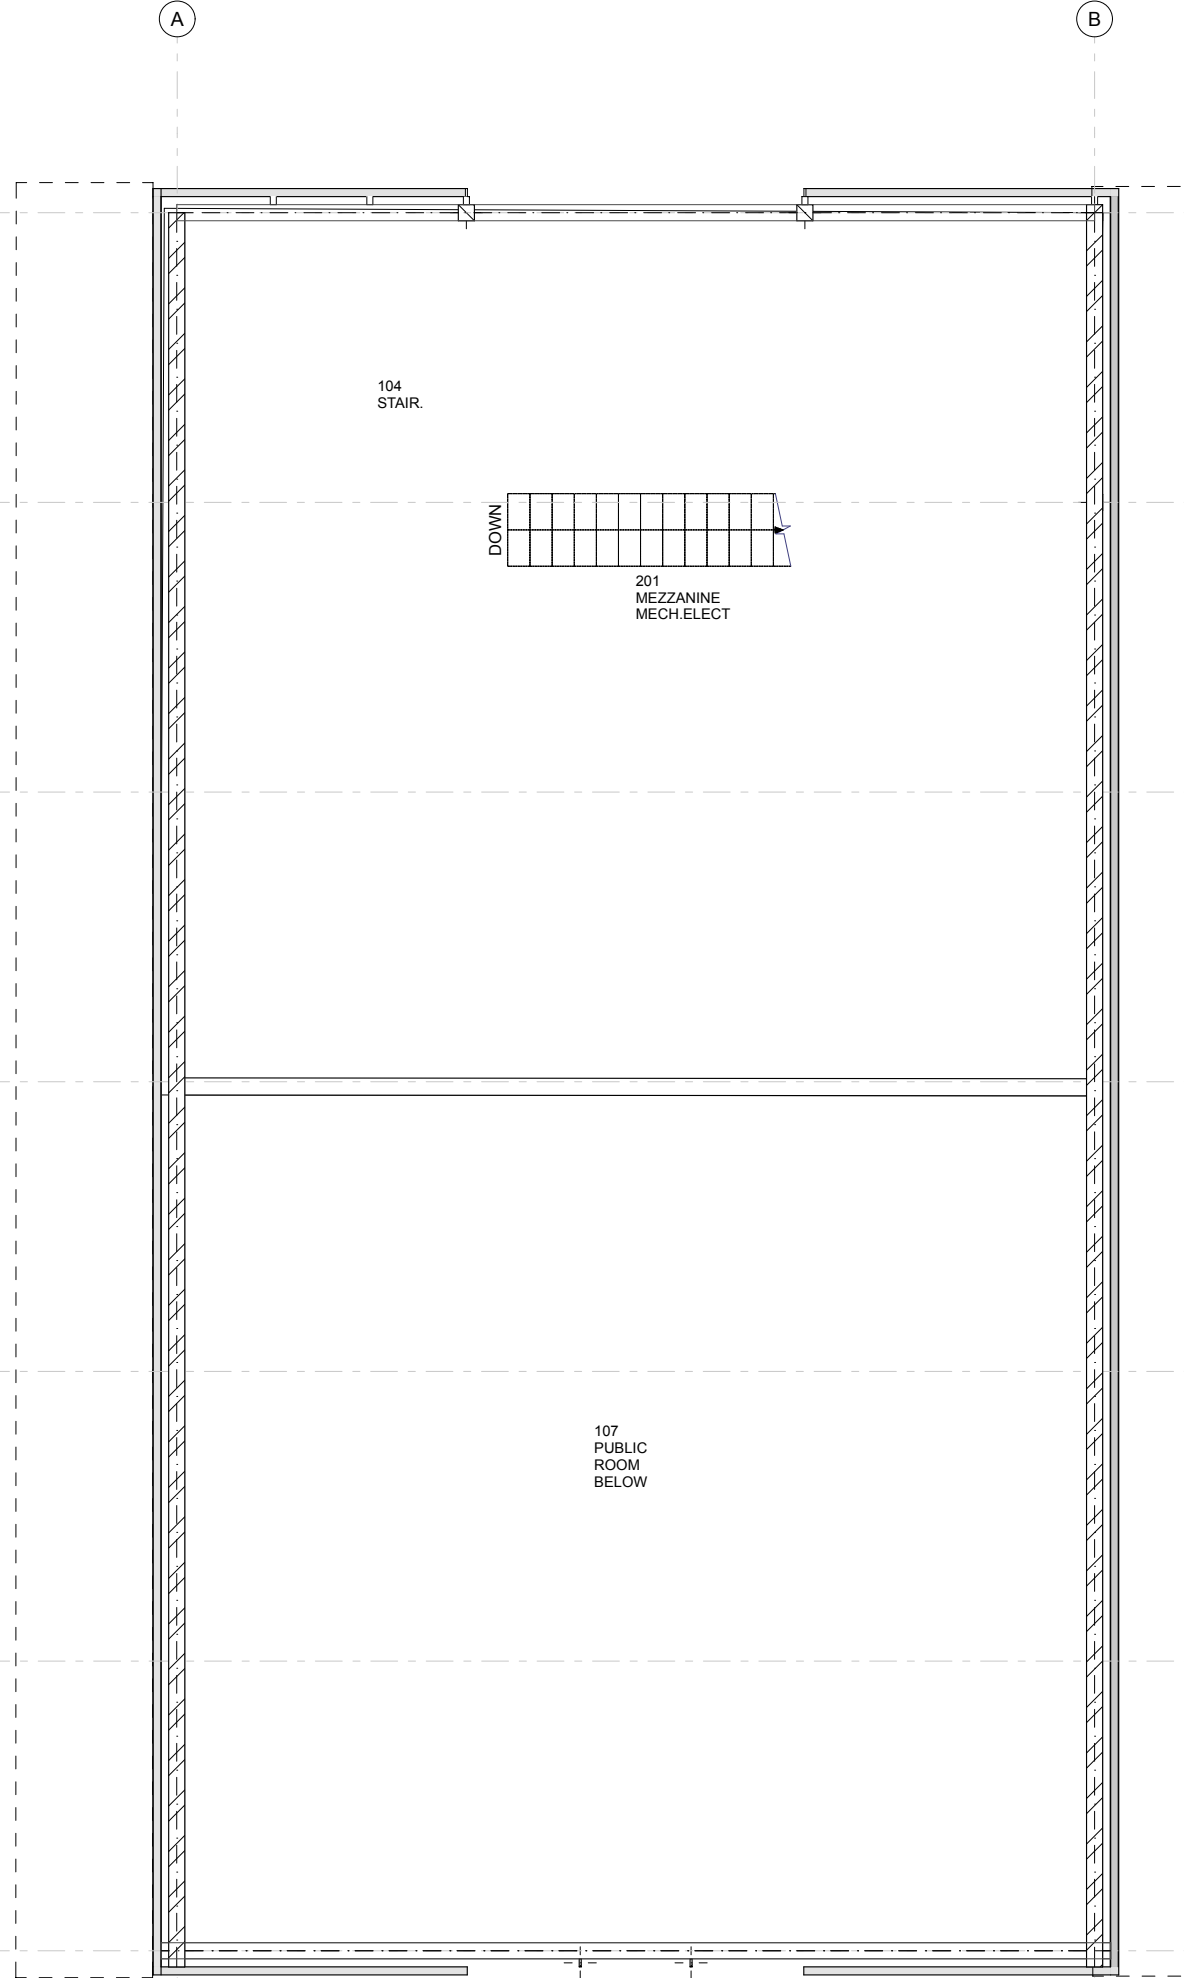 A
B
104
STAIR.
DOWN
201
MEZZANINE
MECH.ELECT
107
PUBLIC
ROOM
BELOW